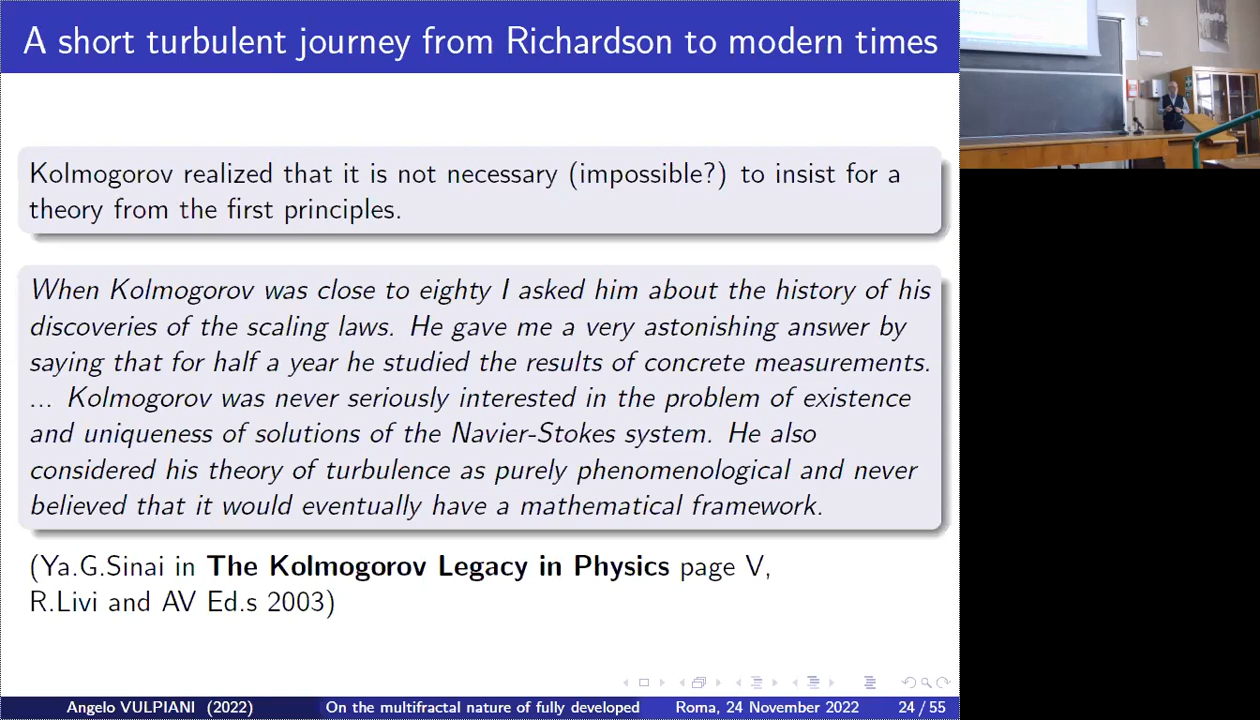 A short turbulent journey from Richardson to modern times
Kolmogorov realized that it is not necessary (impossible?) to insist for a
theory from the first principles.
When Kolmogorov was close to eighty I asked him about the history of his
discoveries of the scaling laws. He gave me a very astonishing answer by
saying that for half a year he studied the results of concrete measurements.
... Kolmogorov was never seriously interested in the problem of existence
and uniqueness of solutions of the Navier-Stokes system. He also
considered his theory of turbulence as purely phenomenological and never
believed that it would eventually have a mathematical framework.
(Ya.G.Sinai in The Kolmogorov Legacy in Physics page V,
R.Livi and AV Ed.s 2003)
Angelo VULPIANI (2022) On the multifractal nature of fully developed Roma, 24 November 2022 24 / 55